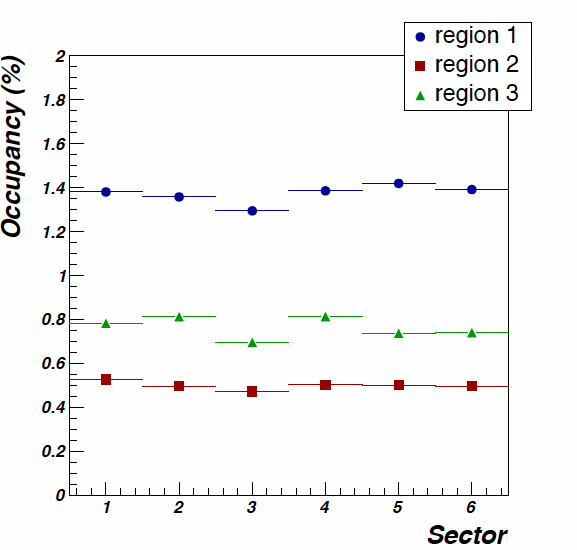 region 1
region 2
region 3
Occupancy (%)
2
1.8
1.6
1.4
1.2
1
0.8
0.6
0.4
0.2
0
1 2 3 4 5 6
Sector